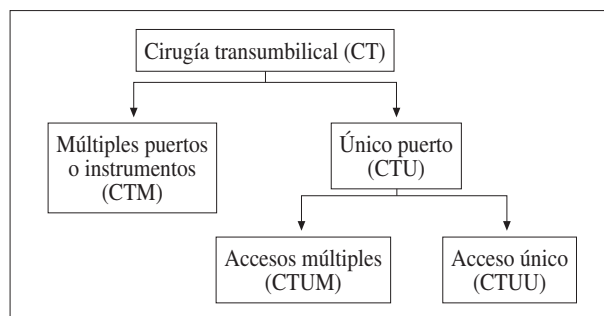 Cirugía transumbilical (CT)
Múltiples puertos
o instrumentos
(CTM)
Único puerto
(CTU)
Accesos múltiples
(CTUM)
Acceso único
(CTUU)